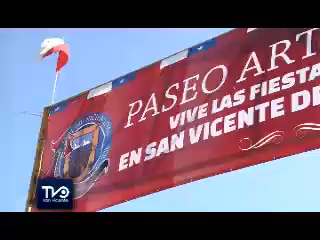 PASEO ART
VIVE LAS FIESTA
EN SAN VICENTE DE
TVO
san vicente